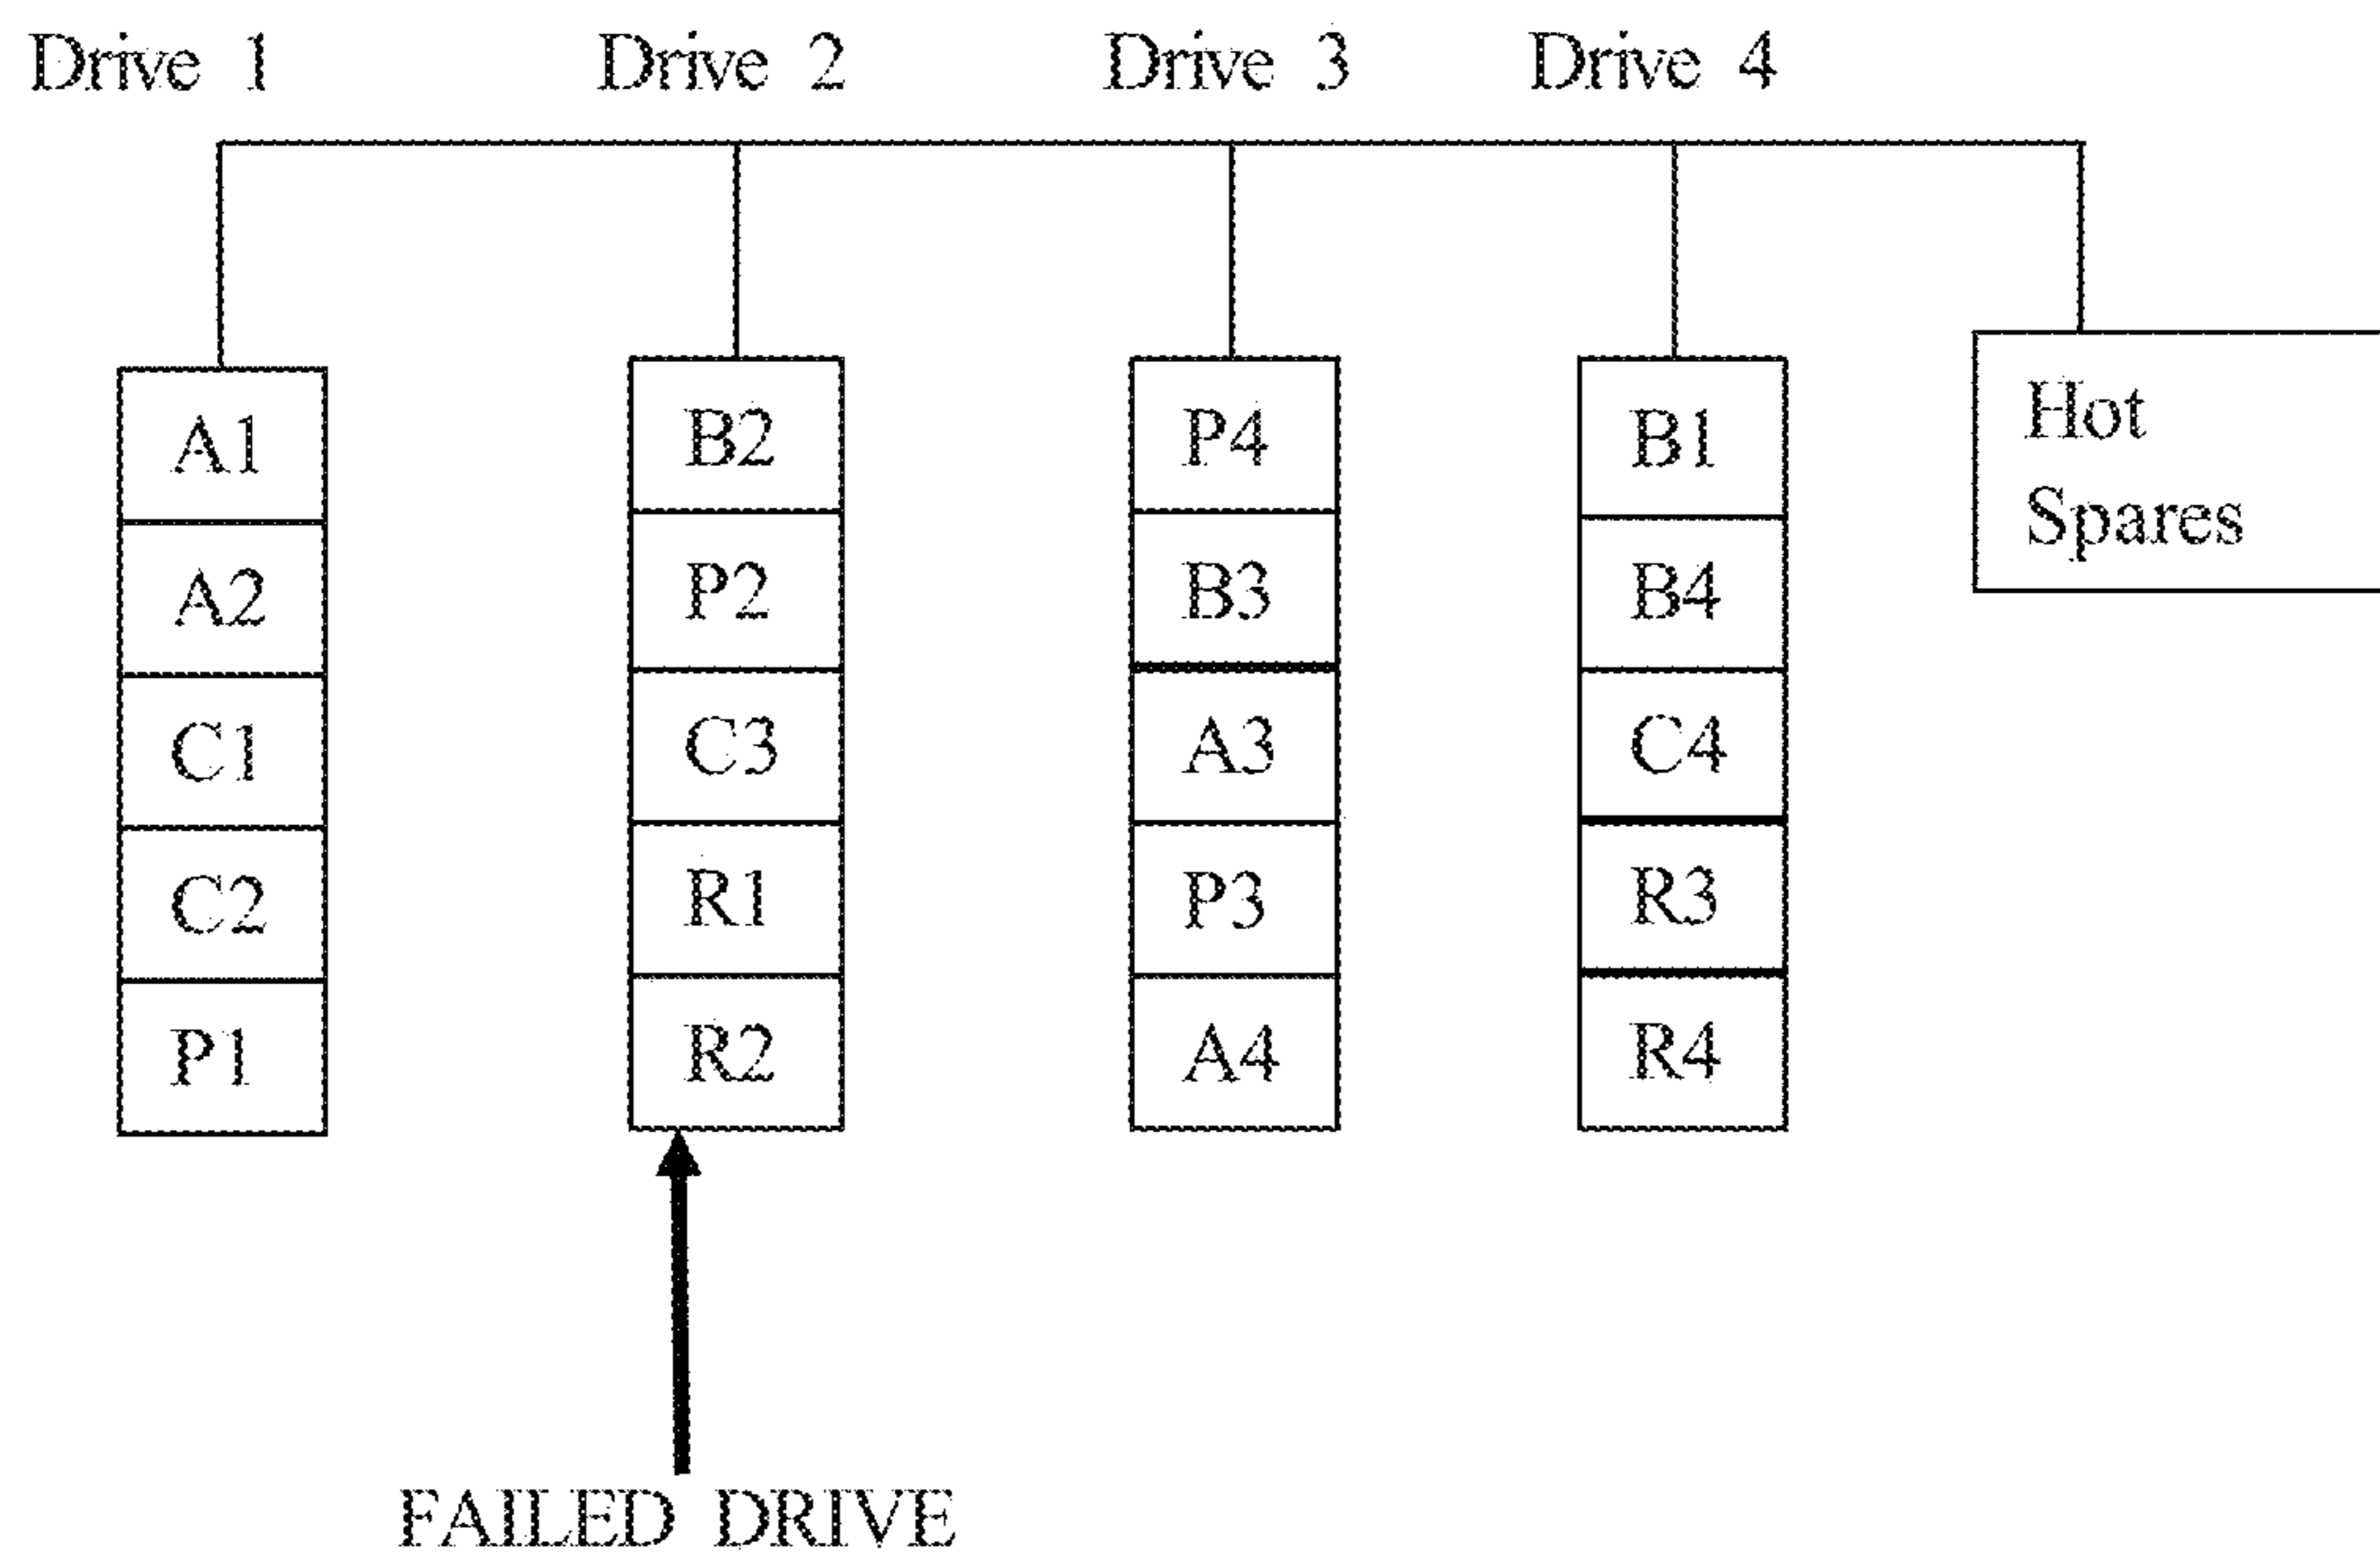 Drive 1
Drive 2
Drive 3
Drive 4
A1
A2
C1
C2
P1
B2
P2
C3
R1
R2
P4
B3
A3
P3
A4
B1
B4
C4
R3
R4
Hot
Spares
FAILED DRIVE